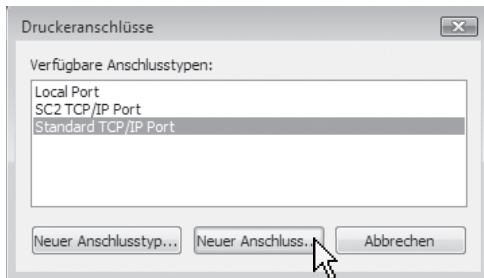 Druckeranschlüsse
Verfügbare Anschlusstypen:
Local Port
SC2 TCP/IP Port
Standard TCP/IP Port
Neuer Anschlusstyp... Neuer Anschluss... Abbrechen